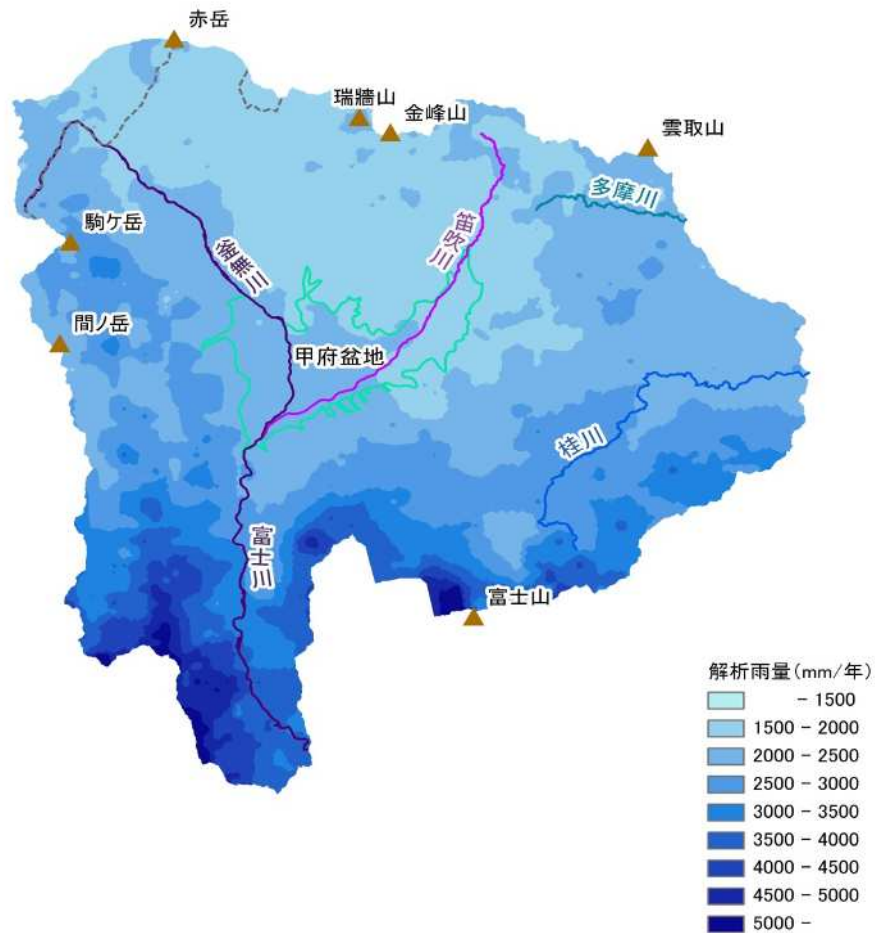 赤岳
瑞牆山
金峰山
雲取山
多摩川
笛吹川
駒ケ岳
釜無川
間ノ岳
甲府盆地
桂川
富士川
富士山
解析雨量(mm/年)
- 1500
1500 - 2000
2000 - 2500
2500 - 3000
3000 - 3500
3500 - 4000
4000 - 4500
4500 - 5000
5000 -